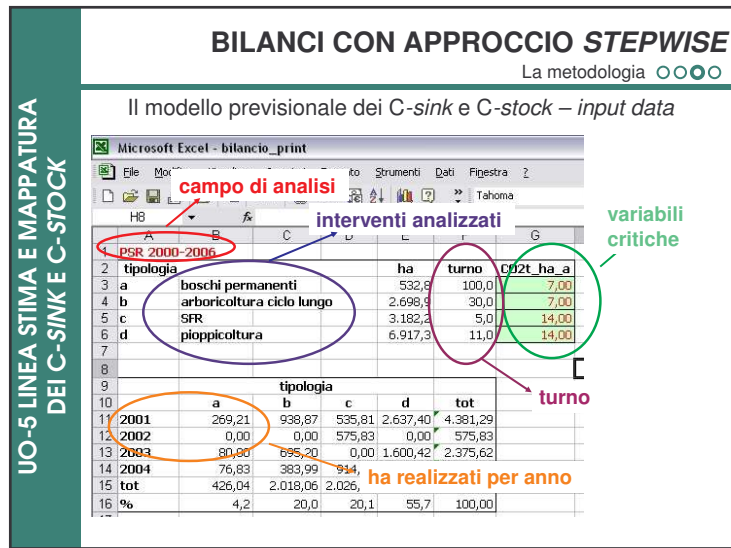 BILANCI CON APPROCCIO STEPWISE
La metodologia
UO-5 LINEA STIMA E MAPPATURA
DEI C-SINK E C-STOCK
Il modello previsionale dei C-sink e C-stock – input data
Microsoft Excel - bilancio_print
File Strumenti Dati Finestra ?
campo di analisi
Tahoma
H8 fx
interventi analizzati
variabili
critiche
A B C G
1 PSR 2000-2006
2 tipologia ha turno CO2t_ha_a
3 a boschi permanenti 532,8 100,0 7,00
4 b arboricoltura ciclo lungo 2.698,9 30,0 7,00
5 c SFR 3.182,2 5,0 14,00
6 d pioppicoltura 6.917,3 11,0 14,00
7
8
turno
9 tipologia
10 a b c d tot
11 2001 269,21 938,87 535,81 2.637,40 4.381,29
12 2002 0,00 0,00 575,83 0,00 575,83
13 2003 80,00 695,20 0,00 1.600,42 2.375,62
14 2004 76,83 383,99 914,
ha realizzati per anno
15 tot 426,04 2.018,06 2.026,
16 % 4,2 20,0 20,1 55,7 100,00